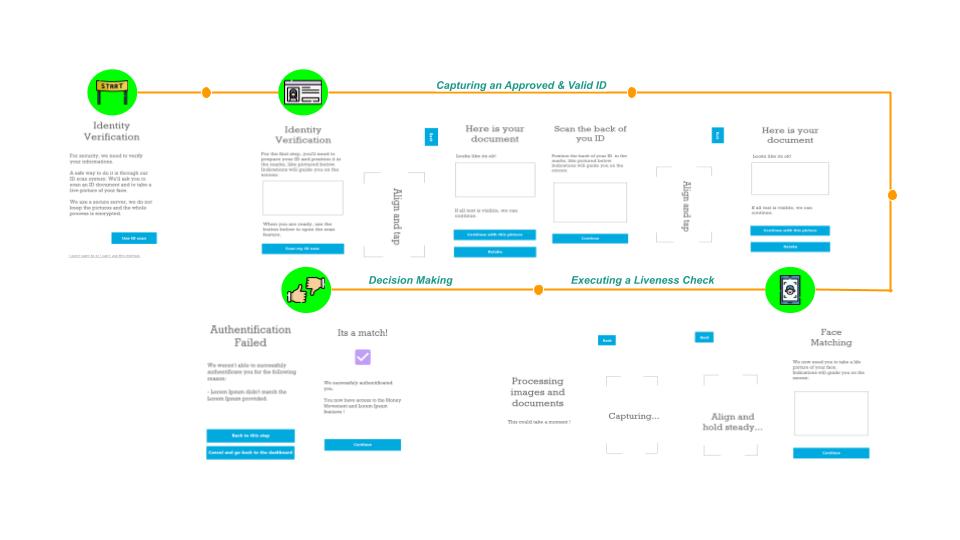 START
Capturing an Approved & Valid ID
Identity
Verification
For security, we need to verify
your informations.
A safe way to do it is through our
ID scan system. We'll ask you to
scan an ID document and to take a
live picture of your face.
We use a secure server, we do not
keep the pictures and the whole
process is encrypted.
Use ID scan
Identity
Verification
For the first step, you'll need to
prepare your ID and position it in
the marks, like pictured below.
Indications will guide you on the
screen.
When you are ready, use the
button below to open the scan
feature.
Scan my ID scan
Back
Align and tap
Here is your
document
Looks like its ok!
If all text is visible, we can
continue.
Continue with this picture
Retake
Scan the back of
you ID
Position the back of your ID in the
marks, like pictured below.
Indications will guide you on the
screen.
Continue
Back
Align and tap
Here is your
document
Looks like its ok!
If all text is visible, we can
continue.
Continue with this picture
Retake
Decision Making
Executing a Liveness Check
Authentification
Failed
We weren't able to successfully
authentificate you for the following
reason:
- Lorem Ipsum didn't match the
Lorem Ipsum provided.
Back to this step
Cancel and go back to the dashboard
Its a match!
We successfully authentificated
you.
You now have access to the Money
Movement and Lorem Ipsum
features !
Continue
Processing
images and
documents
This could take a moment !
Back
Capturing...
Back
Align and
hold steady...
Face
Matching
We now need you to take a life
picture of your face.
Indications will guide you on the
screen.
Continue